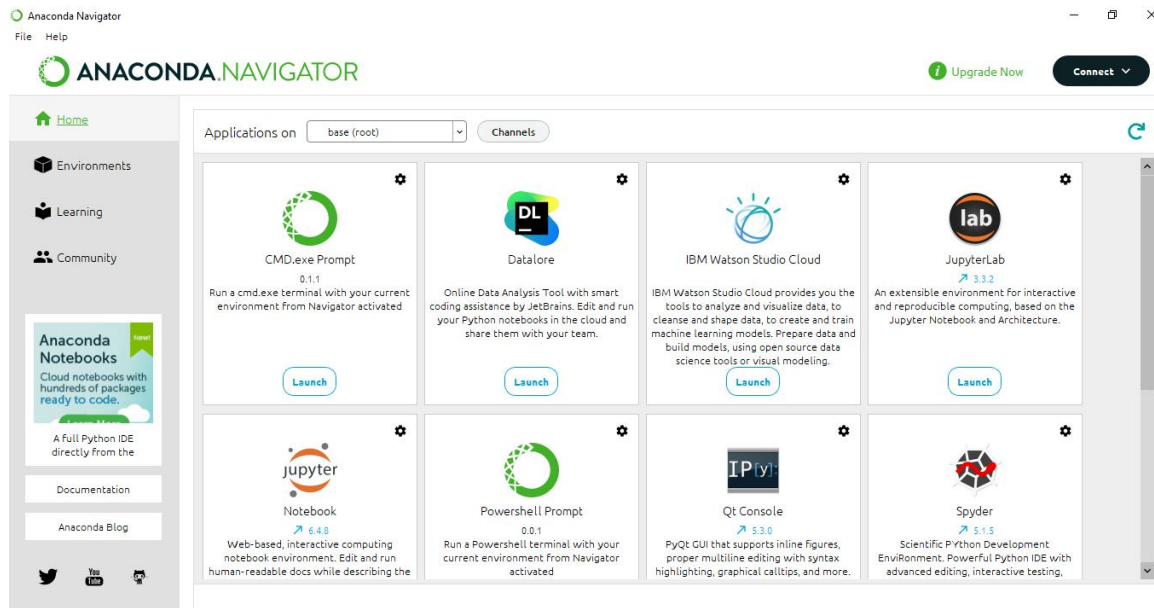 Anaconda Navigator
File Help
ANACONDA.NAVIGATOR
i Upgrade Now
Connect
Home
Environments
Learning
Community
Anaconda Notebooks
New!
Cloud notebooks with
hundreds of packages
ready to code.
A full Python IDE
directly from the
Documentation
Anaconda Blog
You
Tube
Applications on base (root) Channels
CMD.exe Prompt
0.1.1
Run a cmd.exe terminal with your current
environment from Navigator activated
Launch
DL
Datalore
Online Data Analysis Tool with smart
coding assistance by JetBrains. Edit and run
your Python notebooks in the cloud and
share them with your team.
Launch
IBM Watson Studio Cloud
IBM Watson Studio Cloud provides you the
tools to analyze and visualize data, to
cleanse and shape data, to create and train
machine learning models. Prepare data and
build models, using open source data
science tools or visual modeling.
Launch
lab
JupyterLab
3.3.2
An extensible environment for interactive
and reproducible computing, based on the
Jupyter Notebook and Architecture.
Launch
jupyter
Notebook
6.4.8
Web-based, interactive computing
notebook environment. Edit and run
human-readable docs while describing the
Powershell Prompt
0.0.1
Run a Powershell terminal with your
current environment from Navigator
activated
IP[y]:
Qt Console
5.3.0
PyQt GUI that supports inline figures,
proper multiline editing with syntax
highlighting, graphical calltips, and more.
Spyder
5.1.5
Scientific PYthon Development
EnviRonment. Powerful Python IDE with
advanced editing, interactive testing,